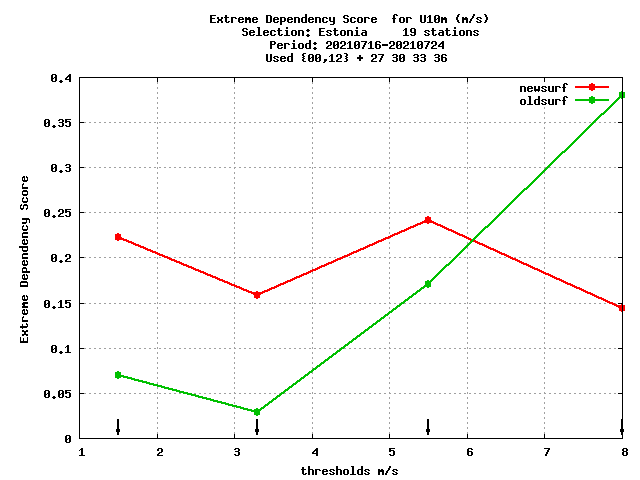 Extreme Dependency Score  for U10m (m/s)
Selection: Estonia     19 stations
Period: 20210716-20210724
Used {00,12} + 27 30 33 36
newsurf
oldsurf
Extreme Dependency Score
0.4
0.35
0.3
0.25
0.2
0.15
0.1
0.05
0
1 2 3 4 5 6 7 8
thresholds m/s